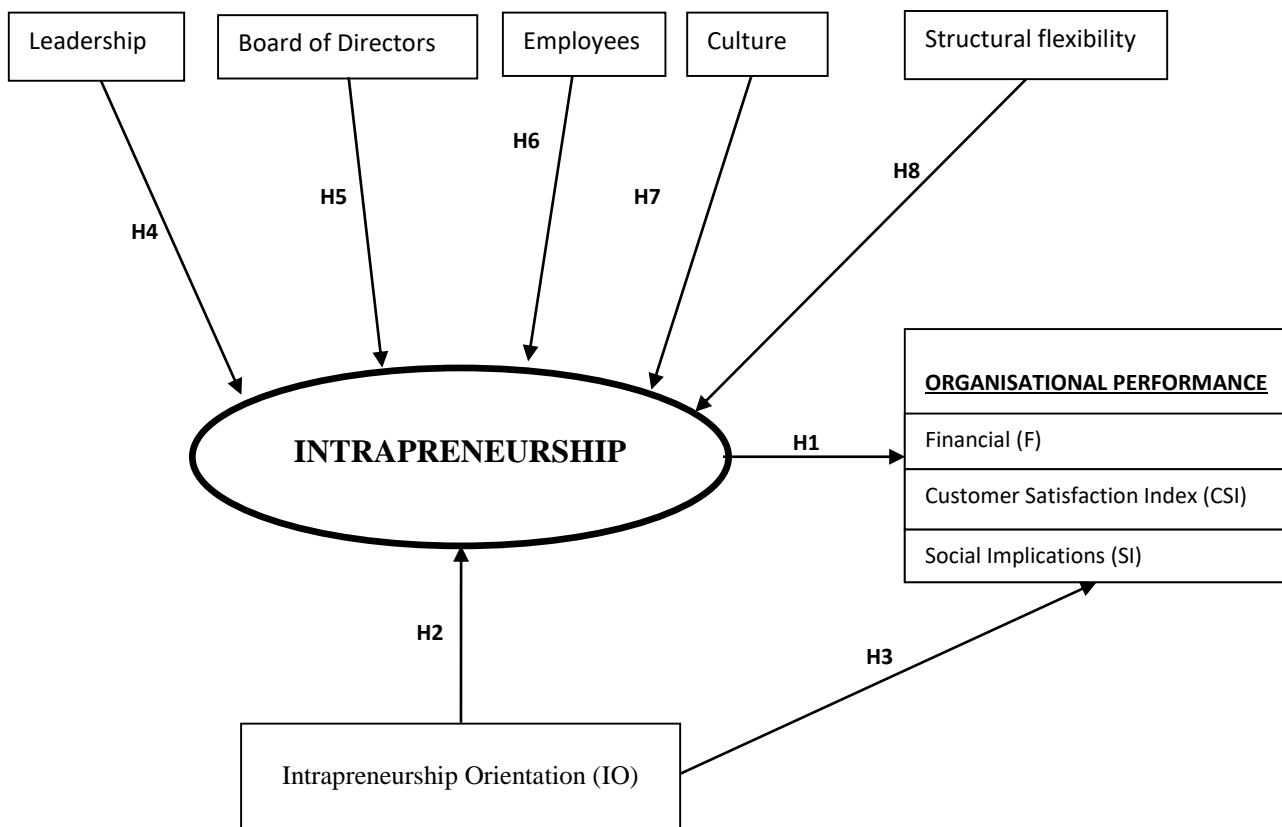 Leadership
Board of Directors
Employees
Culture
Structural flexibility
H4
H5
H6
H7
H8
INTRAPRENEURSHIP
H1
ORGANISATIONAL PERFORMANCE
Financial (F)
Customer Satisfaction Index (CSI)
Social Implications (SI)
H2
H3
Intrapreneurship Orientation (IO)